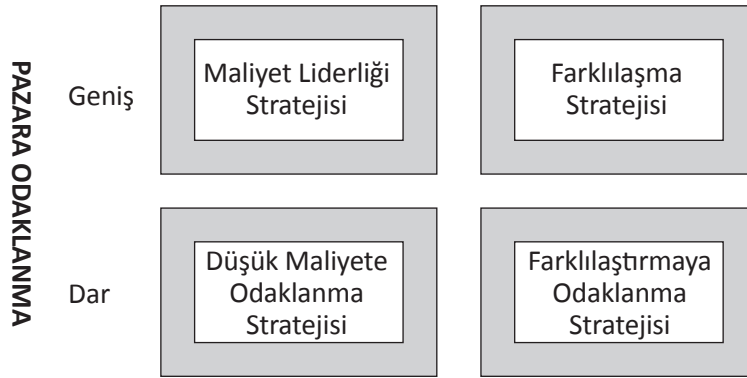 PAZARA ODAKLANMA
Geniş
Maliyet Liderliği
Stratejisi
Farklılaşma
Stratejisi
Dar
Düşük Maliyete
Odaklanma
Stratejisi
Farklılaştırmaya
Odaklanma
Stratejisi